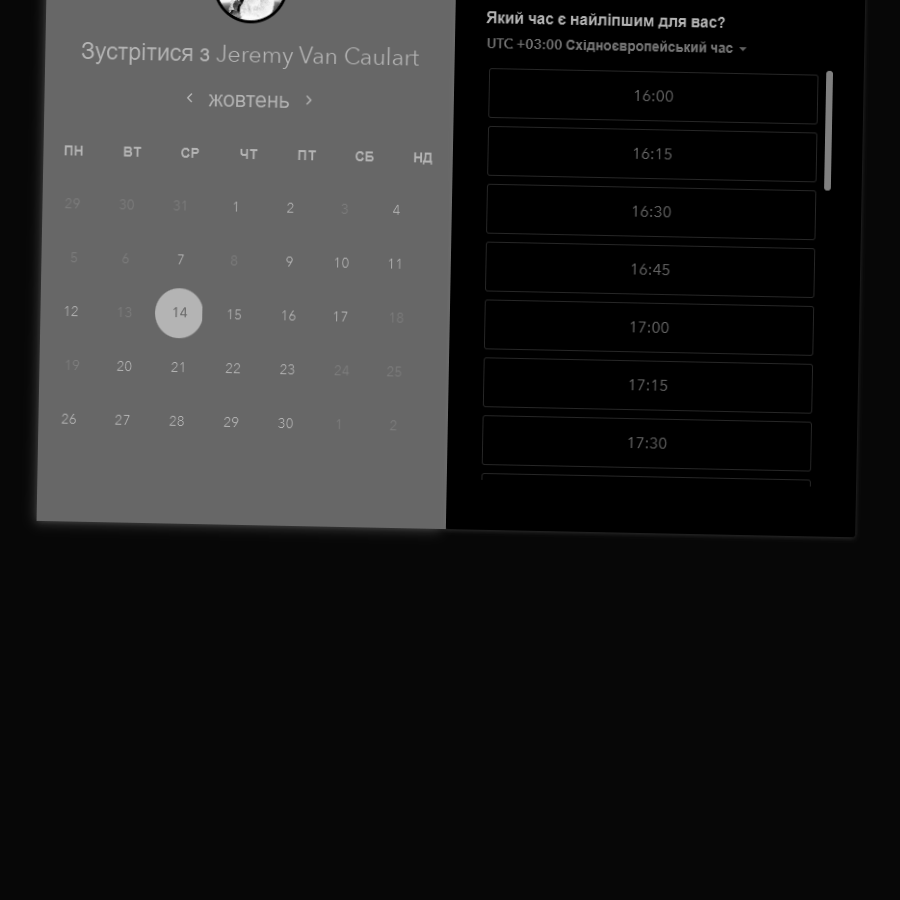 Зустрітися з Jeremy Van Caulart
жовтень
ПН ВТ СР ЧТ ПТ СБ НД
29 30 31 1 2 3 4
5 6 7 8 9 10 11
12 13 14 15 16 17 18
19 20 21 22 23 24 25
26 27 28 29 30 1 2
Який час є найліпшим для вас?
UTC +03:00 Східноєвропейський час
16:00
16:15
16:30
16:45
17:00
17:15
17:30